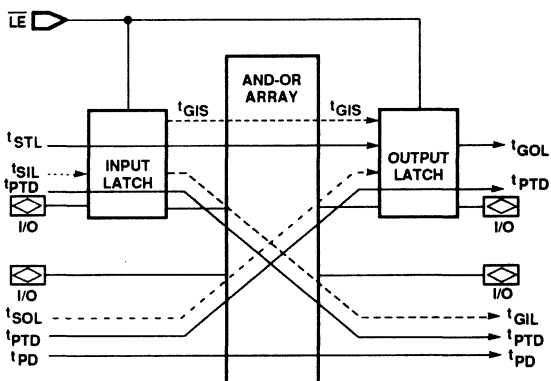 LE
AND-OR
ARRAY
tGIS
tGIS
tSTL
tGOL
INPUT
LATCH
OUTPUT
LATCH
tSIL
tPTD
tPTD
I/O
I/O
I/O
I/O
tSOL
tGIL
tPTD
tPTD
tPD
tPD